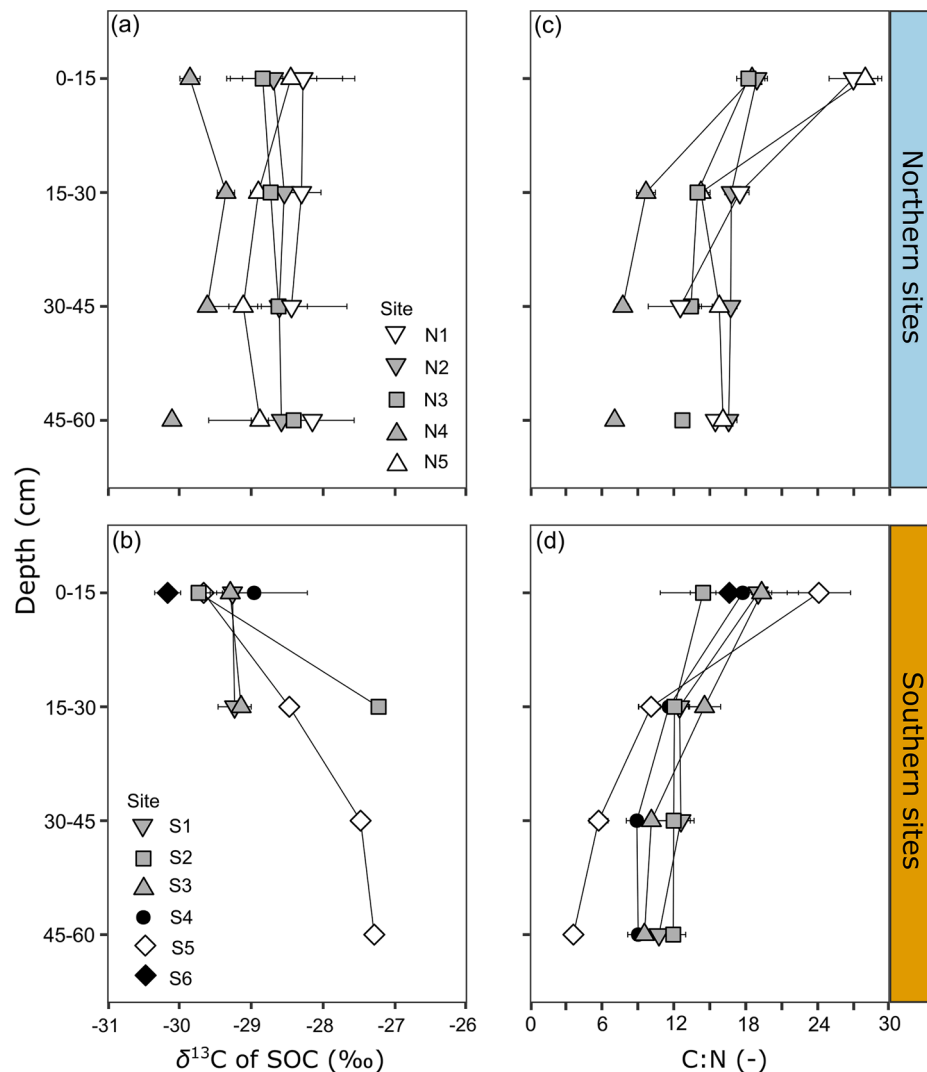 (a)
0-15
15-30
30-45
45-60
Site
N1
N2
N3
N4
N5
(c)
Northern sites
Depth (cm)
(b)
0-15
15-30
30-45
45-60
Site
S1
S2
S3
S4
S5
S6
-31 -30 -29 -28 -27 -26
δ¹³C of SOC (‰)
(d)
0 6 12 18 24 30
C:N (-)
Southern sites